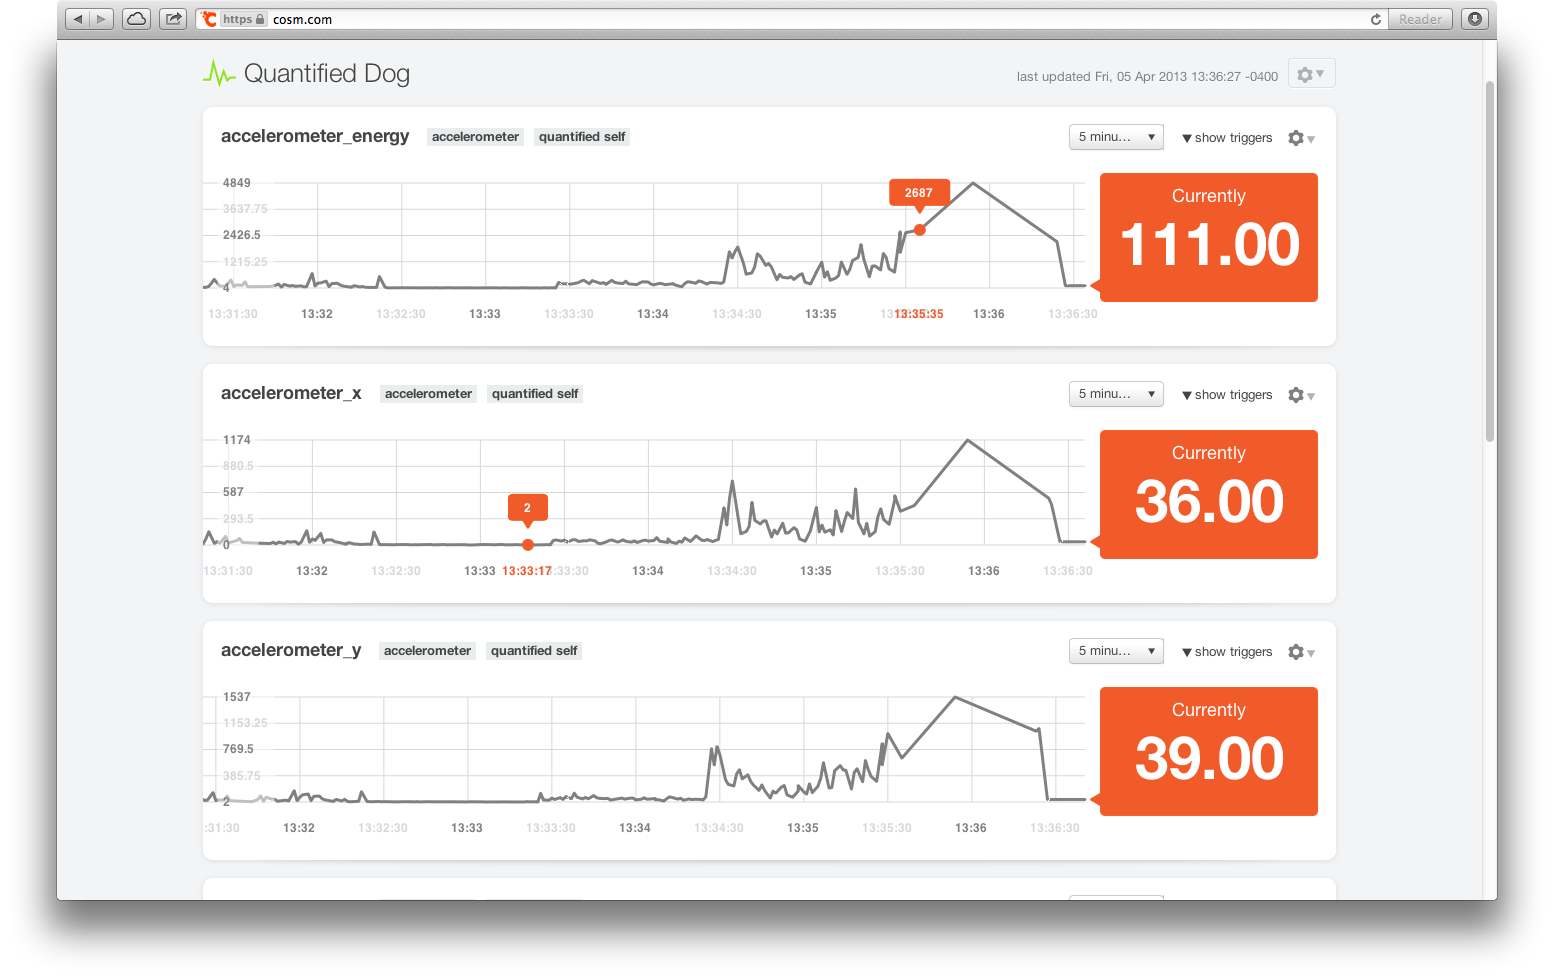 https cosm.com Reader
Quantified Dog
last updated Fri, 05 Apr 2013 13:36:27 -0400
accelerometer_energy accelerometer quantified self 5 minu... ▼ ▼ show triggers
4849
3637.75
2426.5
1215.25
4
2687
Currently
111.00
13:31:30 13:32 13:32:30 13:33 13:33:30 13:34 13:34:30 13:35 13:35:35 13:36 13:36:30
accelerometer_x accelerometer quantified self 5 minu... ▼ ▼ show triggers
1174
880.5
587
293.5
0
2
Currently
36.00
13:31:30 13:32 13:32:30 13:33 13:33:17 13:33:30 13:34 13:34:30 13:35 13:35:30 13:36 13:36:30
accelerometer_y accelerometer quantified self 5 minu... ▼ ▼ show triggers
1537
1153.25
769.5
385.75
2
Currently
39.00
:31:30 13:32 13:32:30 13:33 13:33:30 13:34 13:34:30 13:35 13:35:30 13:36 13:36:30